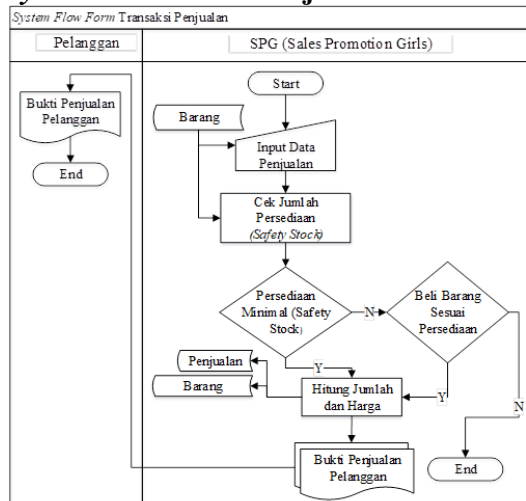 System Flow Form Transaksi Penjualan
Pelanggan
SPG (Sales Promotion Girls)
Start
Bukti Penjualan
Pelanggan
Barang
Input Data
Penjualan
End
Cek Jumlah
Persediaan
(Safety Stock)
Persediaan
Minimal (Safety
Stock)
N
Beli Barang
Sesuai
Persediaan
Penjualan
Y
Barang
Hitung Jumlah
dan Harga
Y
N
Bukti Penjualan
Pelanggan
End